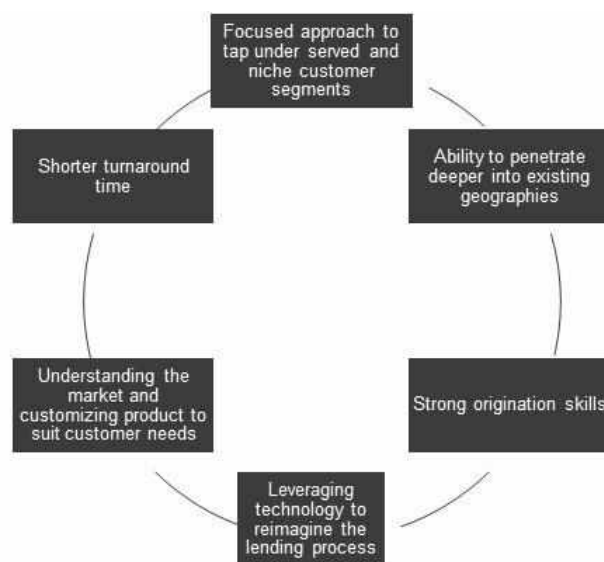 Focused approach to
tap under served and
niche customer
segments
Ability to penetrate
deeper into existing
geographies
Strong origination skills
Leveraging
technology to
reimagine the
lending process
Understanding the
market and
customizing product to
suit customer needs
Shorter turnaround
time